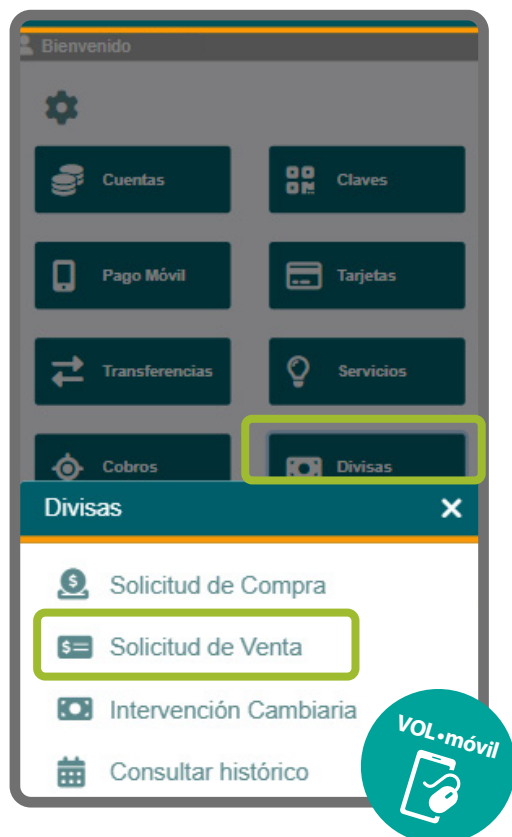 Bienvenido
Cuentas
Claves
Pago Móvil
Tarjetas
Transferencias
Servicios
Cobros
Divisas
Divisas
Solicitud de Compra
Solicitud de Venta
Intervención Cambiaria
Consultar histórico
VOL•móvil